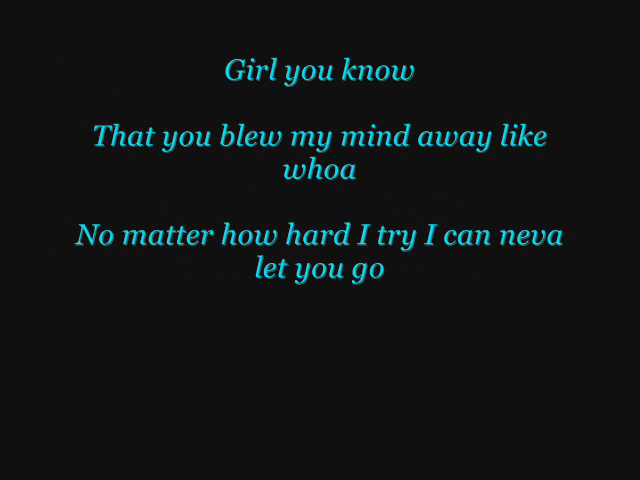 Girl you know
That you blew my mind away like
whoa
No matter how hard I try I can neva
let you go